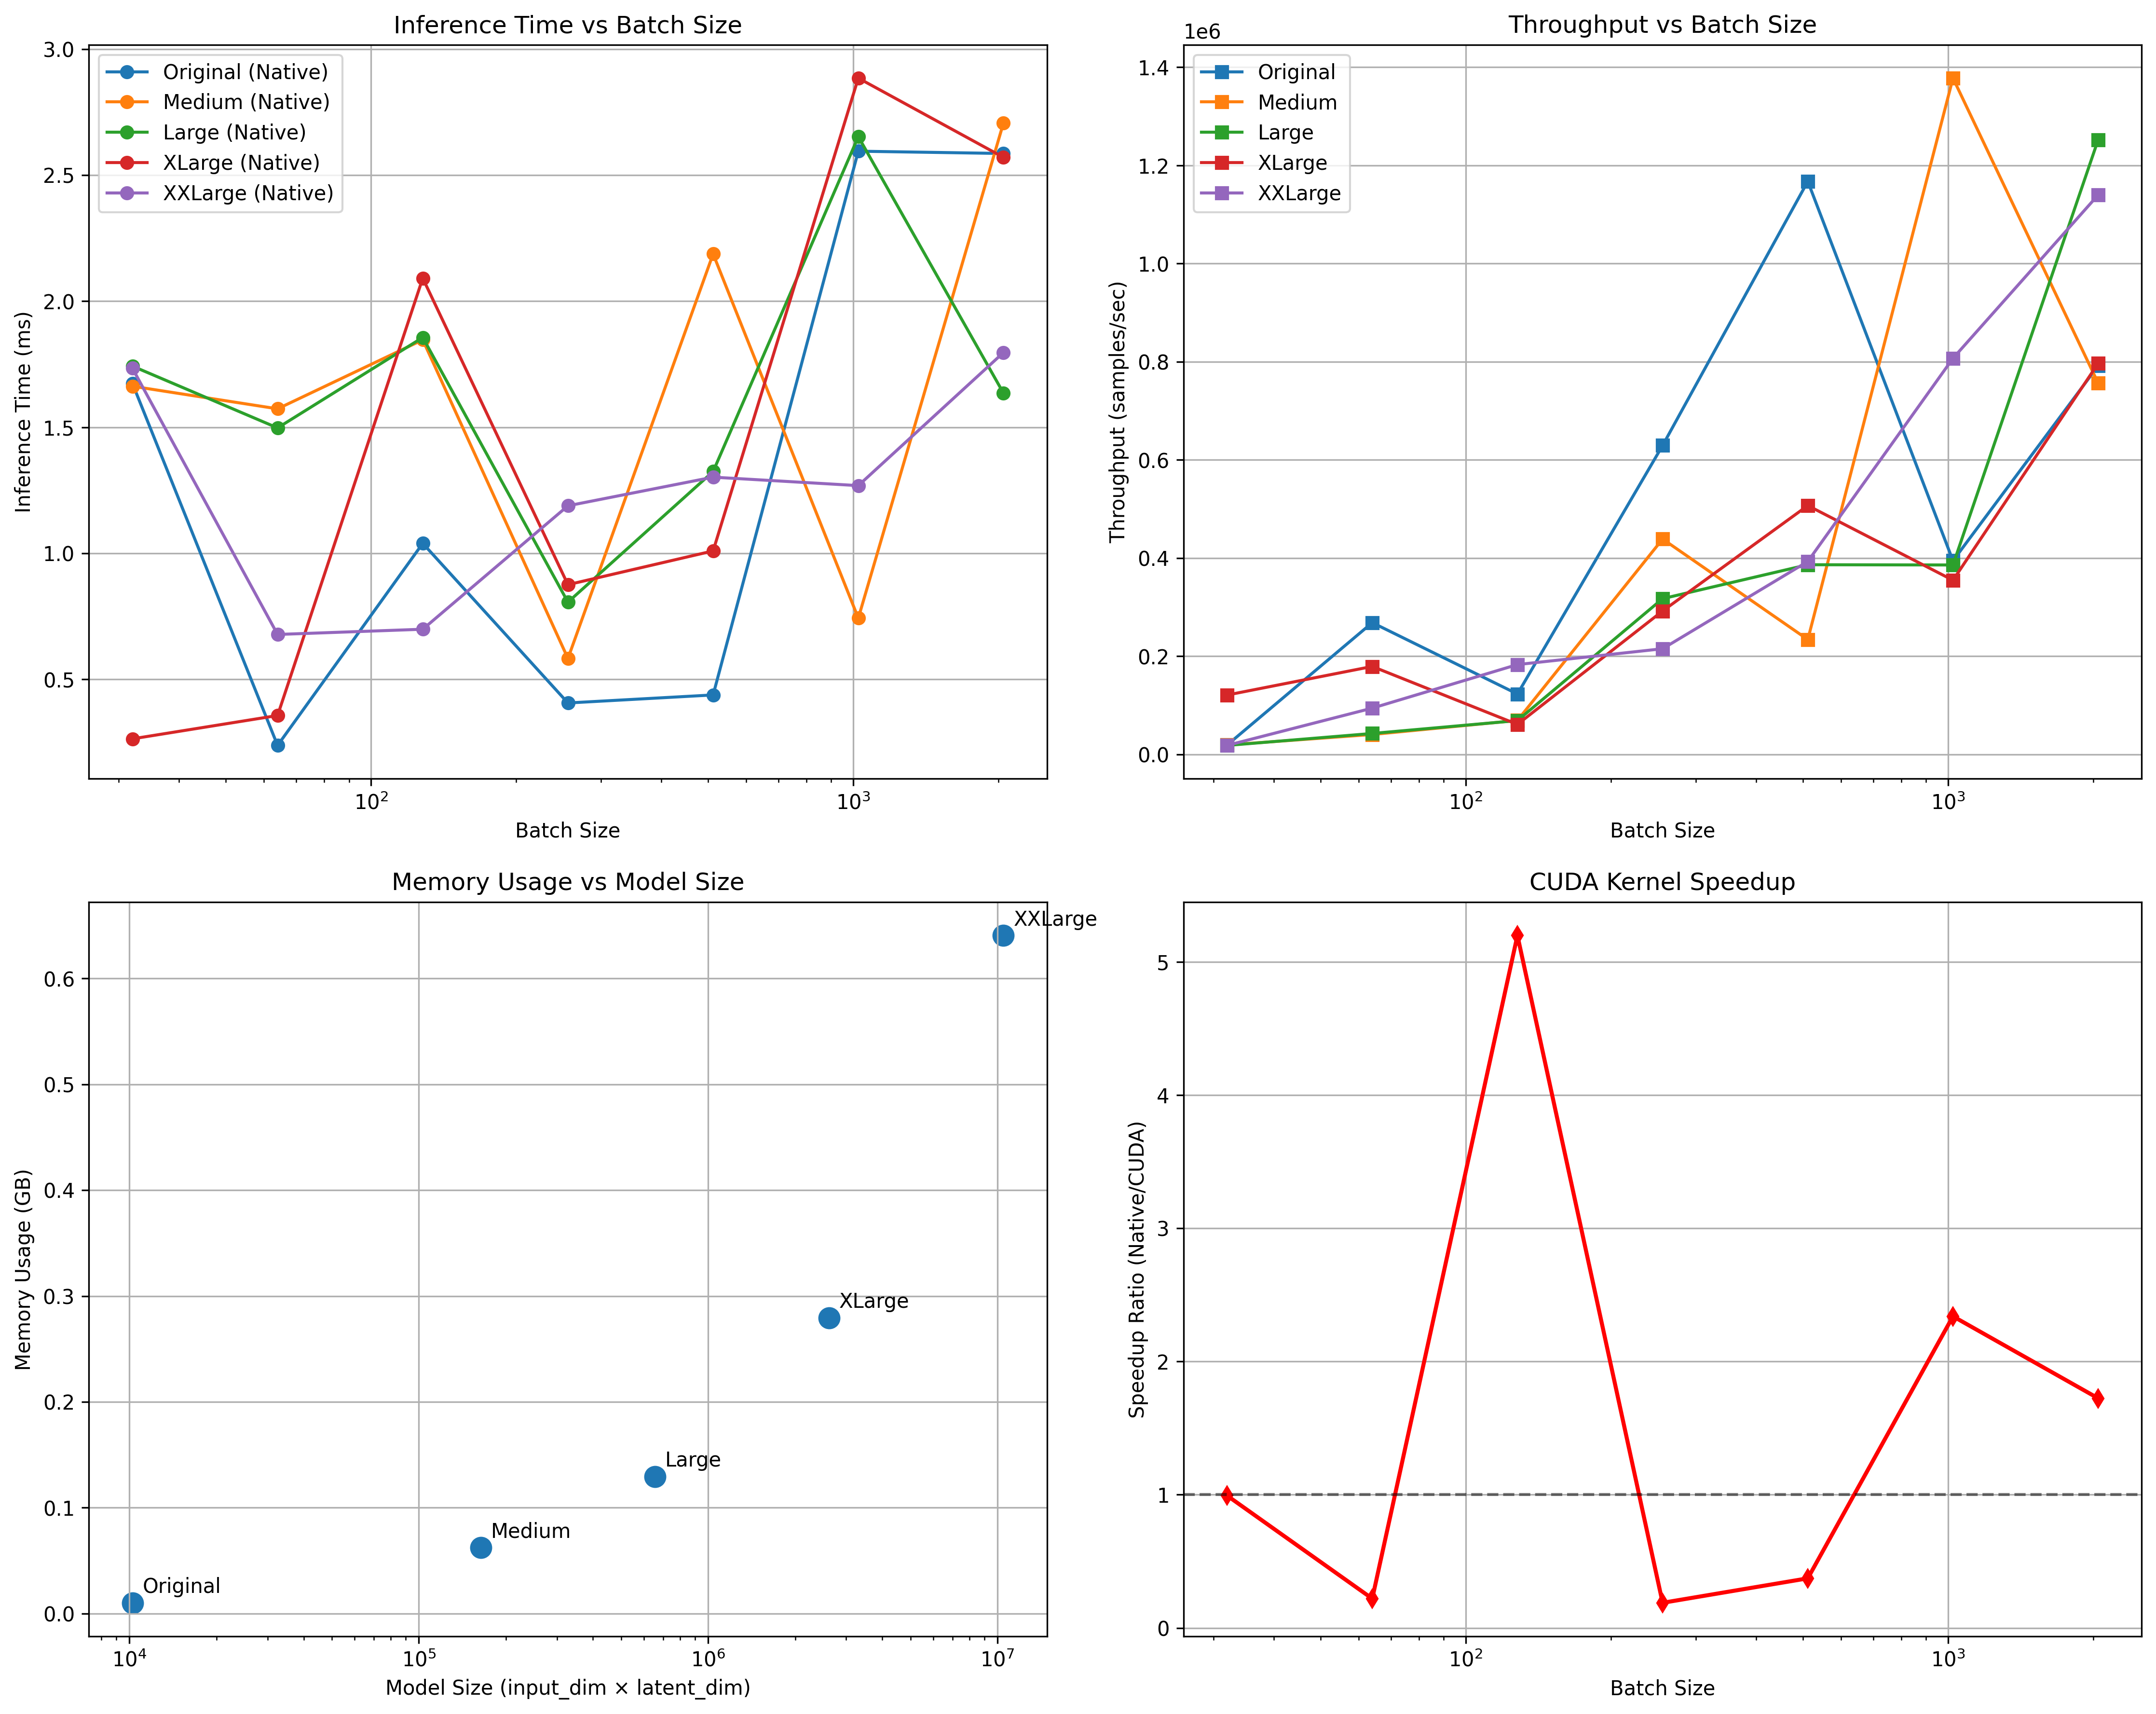 Inference Time vs Batch Size
3.0
2.5
2.0
1.5
1.0
0.5
Inference Time (ms)
Original (Native)
Medium (Native)
Large (Native)
XLarge (Native)
XXLarge (Native)
10²
10³
Batch Size
Throughput vs Batch Size
1e6
1.4
1.2
1.0
0.8
0.6
0.4
0.2
0.0
Throughput (samples/sec)
Original
Medium
Large
XLarge
XXLarge
10²
10³
Batch Size
Memory Usage vs Model Size
0.6
0.5
0.4
0.3
0.2
0.1
0.0
Memory Usage (GB)
XXLarge
XLarge
Large
Medium
Original
10⁴
10⁵
10⁶
10⁷
Model Size (input_dim × latent_dim)
CUDA Kernel Speedup
5
4
3
2
1
0
Speedup Ratio (Native/CUDA)
10²
10³
Batch Size